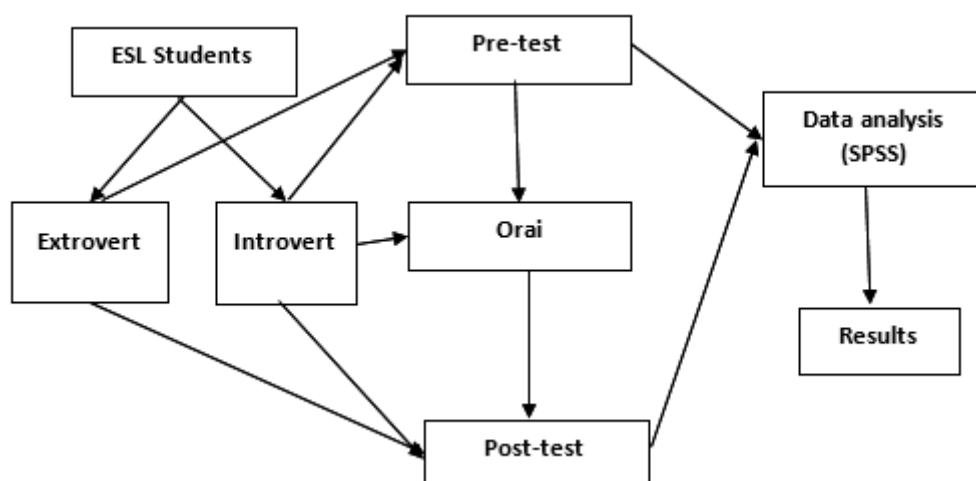 ESL Students
Pre-test
Data analysis
(SPSS)
Extrovert
Introvert
Orai
Results
Post-test